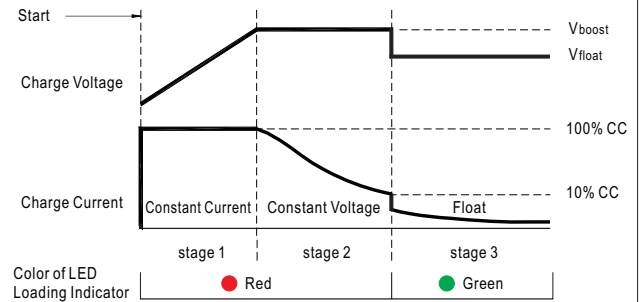 Start
Vboost
Vfloat
Charge Voltage
100% CC
10% CC
Charge Current
Constant Current
Constant Voltage
Float
stage 1
stage 2
stage 3
Color of LED
Loading Indicator
Red
Green